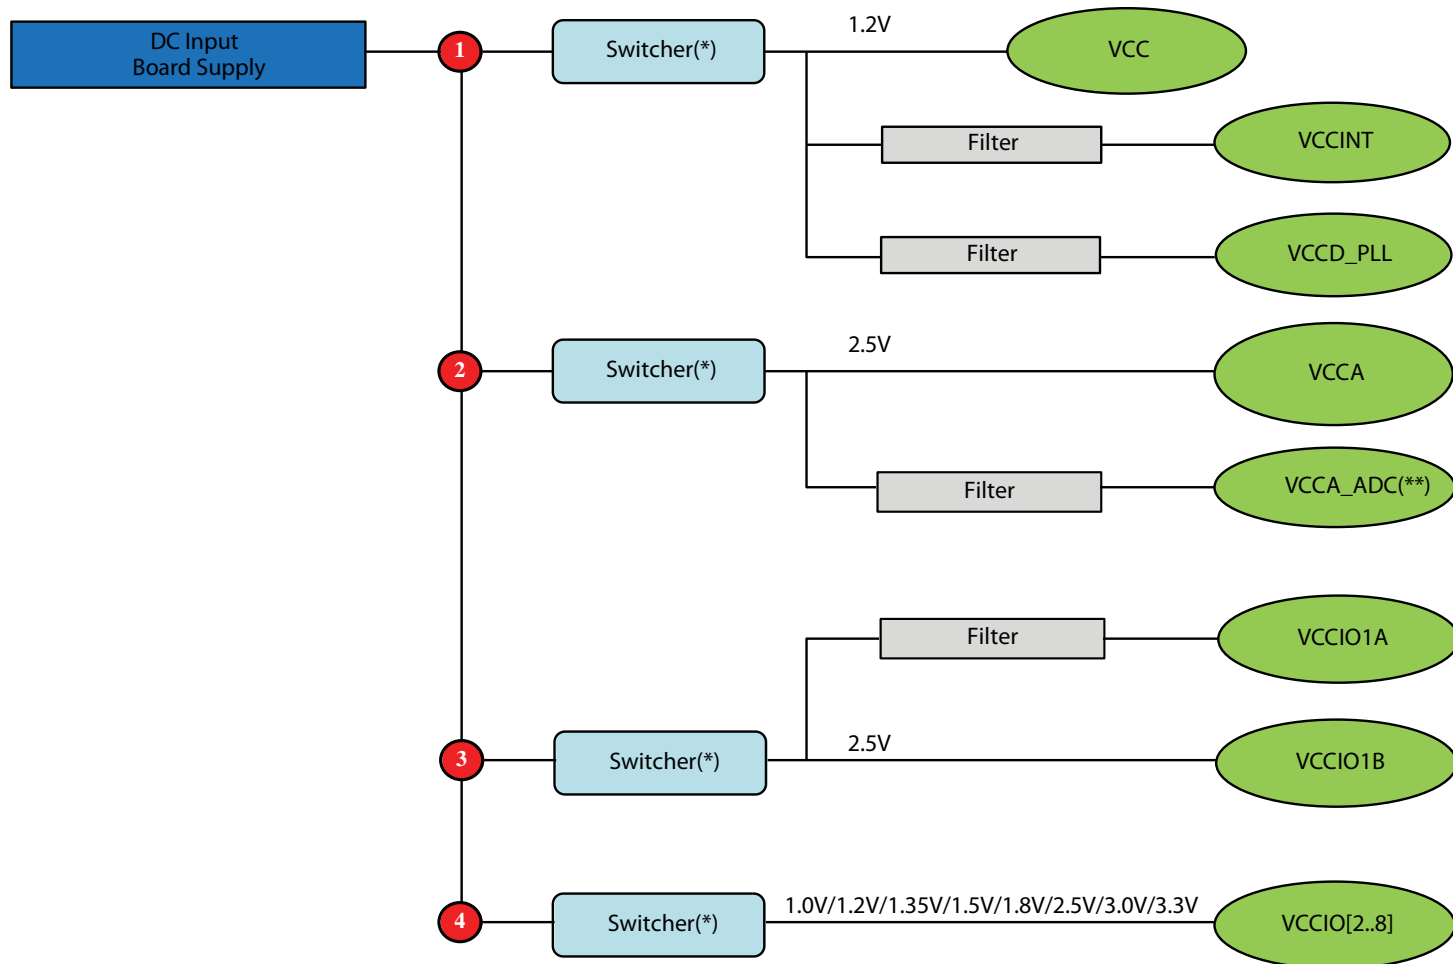 DC Input
Board Supply
1
Switcher(*)
1.2V
VCC
Filter
VCCINT
Filter
VCCD_PLL
2
Switcher(*)
2.5V
VCCA
Filter
VCCA_ADC(**)
Filter
VCCIO1A
3
Switcher(*)
2.5V
VCCIO1B
4
Switcher(*)
1.0V/1.2V/1.35V/1.5V/1.8V/2.5V/3.0V/3.3V
VCCIO[2..8]